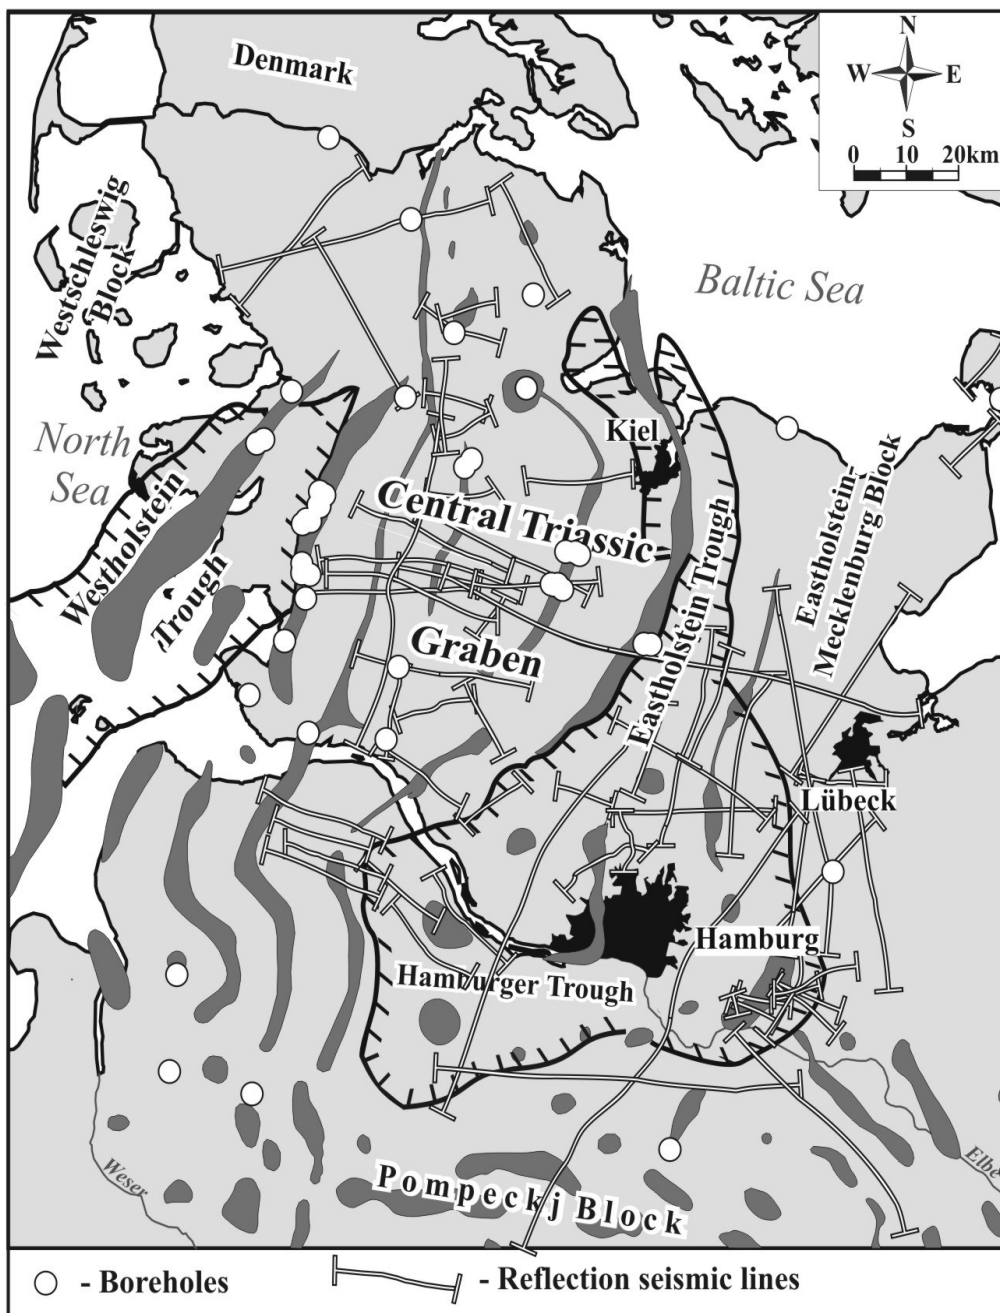 Denmark
N
W E
S
0 10 20km
Westschleswig
Block
Baltic Sea
North
Sea
Kiel
Westholstein
Trough
Central Triassic
Graben
Eastholstein Trough
Eastholstein-
Mecklenburg Block
Lübeck
Hamburg
Hamburger Trough
Pompeckj Block
Weser
Elbe
- Boreholes
- Reflection seismic lines